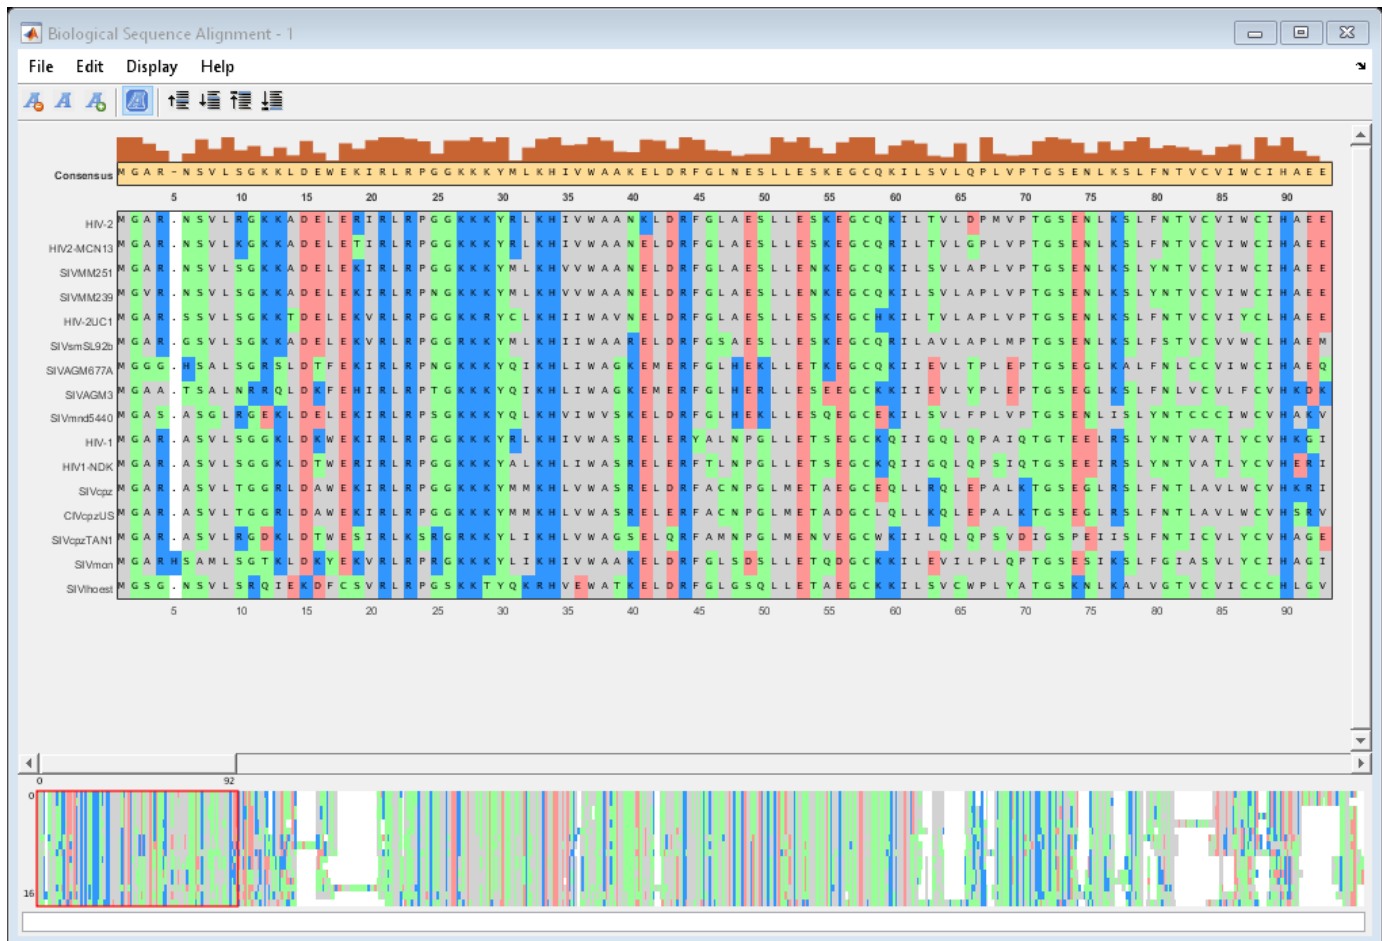 Biological Sequence Alignment - 1
File Edit Display Help
Consensus M G A R - N S V L S G K K L D E W E K I R L R P G G K K K Y M L K H I V W A A K E L D R F G L N E S L L E S K E G C Q K I L S V L Q P L V P T G S E N L K S L Y N T V C V I W C I H A E E
5 10 15 20 25 30 35 40 45 50 55 60 65 70 75 80 85 90
HIV-2 M G A R . N S V L R G K K A D E L E R I R L R P G G K K K Y R L K H I V W A A N K L D R F G L A E S L L E S K E G C Q K I L T V L D P M V P T G S E N L K S L F N T V C V I W C I H A E E
HIV2-MCN13 M G A R . N S V L K G K K A D E L E T I R L R P G G K K K Y R L K H I V W A A N E L D R F G L A E S L L E S K E G C Q R I L T V L G P L V P T G S E N L K S L F N T V C V I W C I H A E E
SIVMM251 M G A R . N S V L S G K K A D E L E K I R L R P G G K K K Y M L K H V V W A A N E L D R F G L A E S L L E N K E G C Q K I L S V L A P L V P T G S E N L K S L Y N T V C V I W C I H A E E
SIVMM239 M G V R . N S V L S G K K A D E L E K I R L R P N G K K K Y M L K H V V W A A N E L D R F G L A E S L L E N K E G C Q K I L S V L A P L V P T G S E N L K S L Y N T V C V I W C I H A E E
HIV-2UC1 M G A R . S S V L S G K K T D E L E K V R L R P G G K K R Y C L K H I I W A V N E L D R F G L A E S L L E S K E G C H K I L T V L A P L V P T G S E N L K S L F N T V C V I Y C L H A E E
SIVsmSL92b M G A R . G S V L S G K K A D E L E K V R L R P G G K K K Y M L K H I I W A A R E L D R F G S A E S L L E S K E G C Q R I L A V L A P L M P T G S E N L K S L F S T V C V V W C L H A E M
SIVAGM677A M G G G . H S A L S G R S L D T F E K I R L R P N G K K K Y Q I K H L I W A G K E M E R F G L H E K L L E T K E G C Q K I I E V L T P L E P T G S E G L K A L F N L C C V I W C I H A E Q
SIVAGM3 M G A A . T S A L N R R Q L D K F E H I R L R P T G K K K Y Q I K H L I W A G K E M E R F G L H E R L L E S E E G C K K I I E V L Y P L E P T G S E G L K S L F N L V C V L F C V H K D K
SIVmnd5440 M G A S . A S G L R G E K L D E L E K I R L R P S G K K K Y Q L K H V I W V S K E L D R F G L H E K L L E S Q E G C E K I L S V L F P L V P T G S E N L I S L Y N T C C C I W C V H A K V
HIV-1 M G A R . A S V L S G G K L D K W E K I R L R P G G K K K Y R L K H I V W A S R E L E R Y A L N P G L L E T S E G C K Q I I G Q L Q P A I Q T G T E E L R S L Y N T V A T L Y C V H K G I
HIV1-NDK M G A R . A S V L S G G K L D T W E R I R L R P G G K K K Y A L K H L I W A S R E L E R F T L N P G L L E T S E G C K Q I I G Q L Q P S I Q T G S E E I R S L Y N T V A T L Y C V H E R I
SIVcpz M G A R . A S V L T G G R L D A W E K I R L R P G G K K K Y M M K H L V W A S R E L D R F A C N P G L M E T A E G C E Q L L R Q L E P A L K T G S E G L R S L F N T L A V L W C V H K R I
CIVcpzUS M G A R . A S V L T G G R L D A W E K I R L R P G G K K K Y M M K H L V W A S R E L E R F A C N P G L M E T A D G C L Q L L K Q L E P A L K T G S E G L R S L F N T L A V L W C V H S R V
SIVcpzTAN1 M G A R . A S V L R G D K L D T W E S I R L K S R G R K K Y L I K H L V W A G S E L Q R F A M N P G L M E N V E G C W K I I L Q L Q P S V D I G S P E I I S L F N T I C V L Y C V H A G E
SIVmon M G A R H S A M L S G T K L D K Y E K V R L R P R G K K K Y L I K H L V W A A K E L D R F G L S D S L L E T Q D G C K K I L E V I L P L Q P T G S E S I K S L F G I A S V L Y C I H A G I
SIVlhoest M G S G . N S V L S R Q I E K D F C S V R L R P G S K K T Y Q K R H V E W A T K E L D R F G L G S Q L L E T A E G C K K I L S V C W P L Y A T G S K N L K A L V G T V C V I C C C H L G V
5 10 15 20 25 30 35 40 45 50 55 60 65 70 75 80 85 90
0 92
0
16